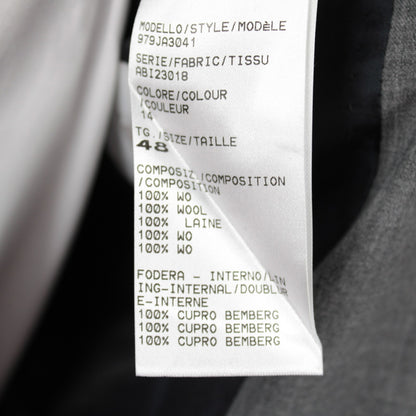 MODELLO/STYLE/MODÈLE
979JA3041
SERIE/FABRIC/TISSU
ABI23018
COLORE/COLOUR
/COULEUR
14
TG./SIZE/TAILLE
48
COMPOSIZ/COMPOSITION
/COMPOSITION
100% WO
100% WOOL
100% LAINE
100% WO
100% WO
FODERA - INTERNO/LIN
ING-INTERNAL/DOUBLUR
E-INTERNE
100% CUPRO BEMBERG
100% CUPRO BEMBERG
100% CUPRO BEMBERG